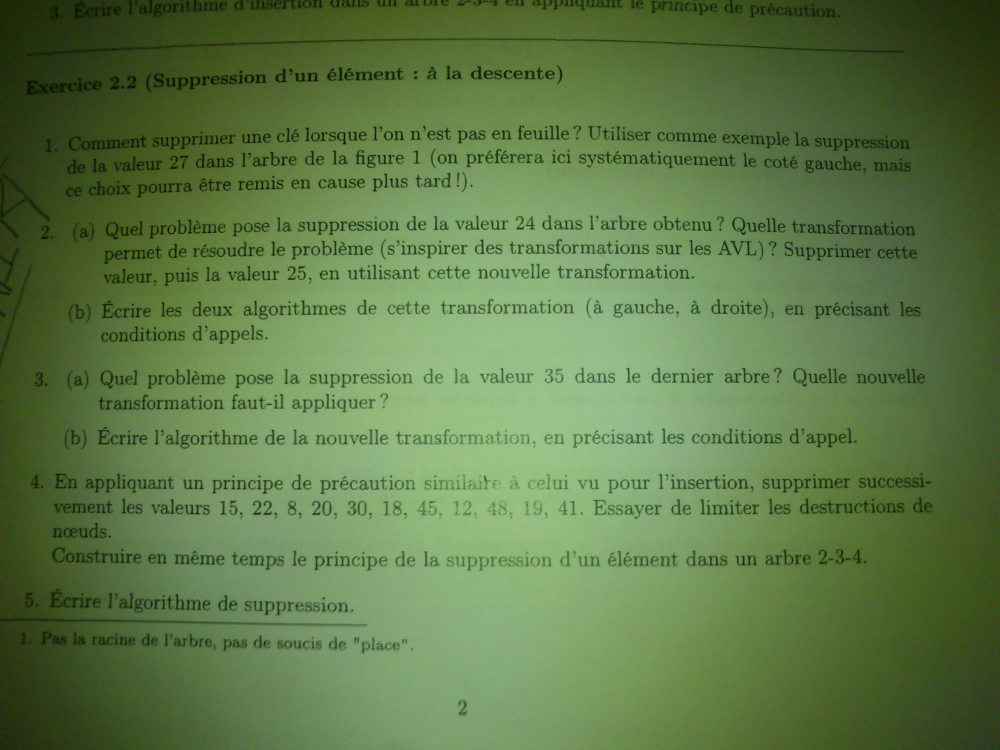 3. Écrire l'algorithme d'insertion dans un arbre 2-3-4 en appliquant le principe de précaution.
Exercice 2.2 (Suppression d'un élément : à la descente)
1. Comment supprimer une clé lorsque l'on n'est pas en feuille ? Utiliser comme exemple la suppression
de la valeur 27 dans l'arbre de la figure 1 (on préférera ici systématiquement le coté gauche, mais
ce choix pourra être remis en cause plus tard !).
2. (a) Quel problème pose la suppression de la valeur 24 dans l'arbre obtenu ? Quelle transformation
permet de résoudre le problème (s'inspirer des transformations sur les AVL) ? Supprimer cette
valeur, puis la valeur 25, en utilisant cette nouvelle transformation.
(b) Écrire les deux algorithmes de cette transformation (à gauche, à droite), en précisant les
conditions d'appels.
3. (a) Quel problème pose la suppression de la valeur 35 dans le dernier arbre ? Quelle nouvelle
transformation faut-il appliquer ?
(b) Écrire l'algorithme de la nouvelle transformation, en précisant les conditions d'appel.
4. En appliquant un principe de précaution similaire à celui vu pour l'insertion, supprimer successi-
vement les valeurs 15, 22, 8, 20, 30, 18, 45, 12, 48, 19, 41. Essayer de limiter les destructions de
nœuds.
Construire en même temps le principe de la suppression d'un élément dans un arbre 2-3-4.
5. Écrire l'algorithme de suppression.
1. Pas la racine de l'arbre, pas de soucis de "place".
2